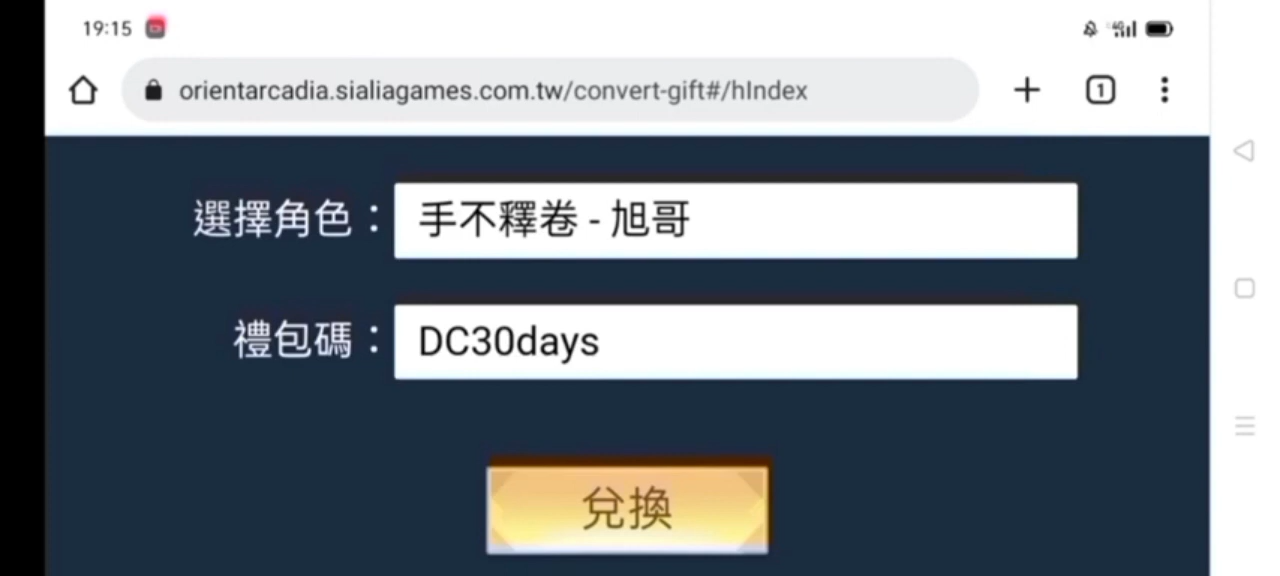 19:15
orientarcadia.sialiagames.com.tw/convert-gift#/hIndex
1
選擇角色：手不釋卷 - 旭哥
禮包碼：DC30days
兌換